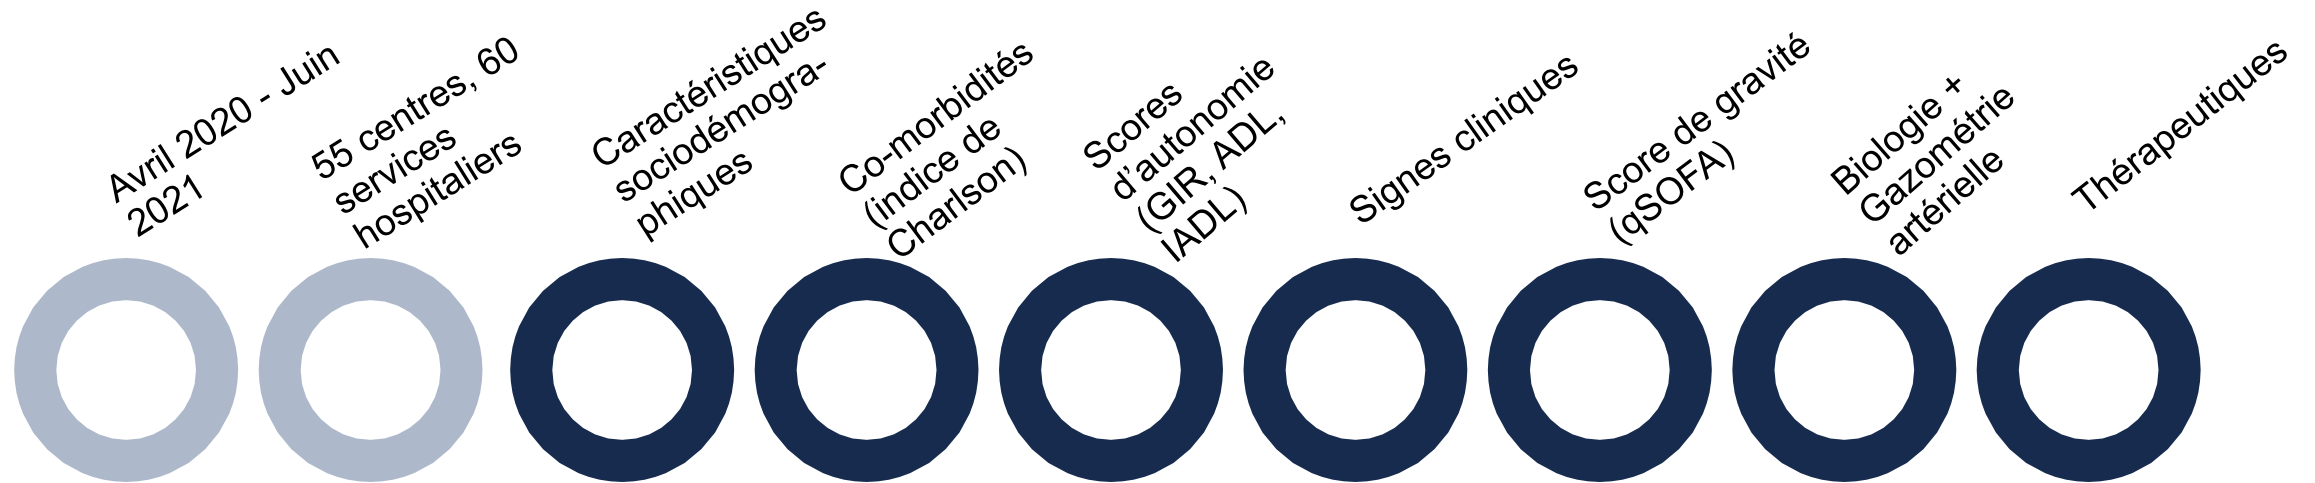 Avril 2020 - Juin
2021
55 centres, 60
services
hospitaliers
Caractéristiques
sociodémogra-
phiques
Co-morbidités
(indice de
Charlson)
Scores
d’autonomie
(GIR, ADL,
IADL)
Signes cliniques
Score de gravité
(qSOFA)
Biologie +
Gazométrie
artérielle
Thérapeutiques